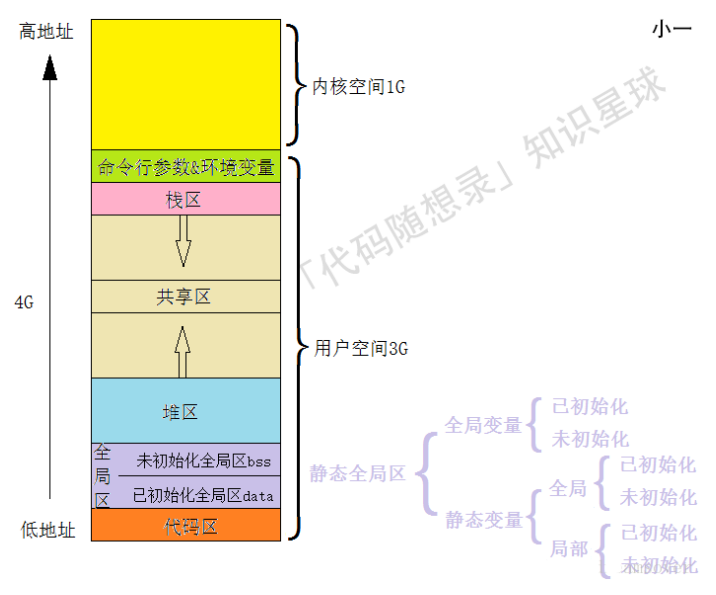 高地址
小一
内核空间1G
「代码随想录」知识星球
命令行参数&环境变量
栈区
共享区
4G
用户空间3G
堆区
全局区
未初始化全局区bss
已初始化全局区data
代码区
低地址
静态全局区
全局变量
已初始化
未初始化
静态变量
全局
已初始化
未初始化
局部
已初始化
未初始化